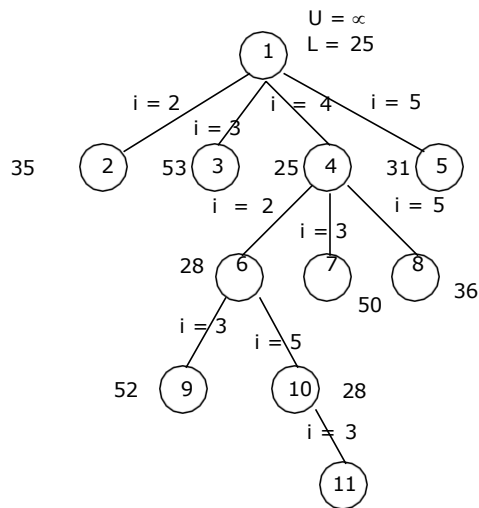 U = ∝
L = 25
1
i = 2
i = 3
i = 4
i = 5
35
2
53
3
25
4
31
5
i = 2
i = 3
i = 5
28
6
7
50
8
36
i = 3
i = 5
52
9
10
28
i = 3
11